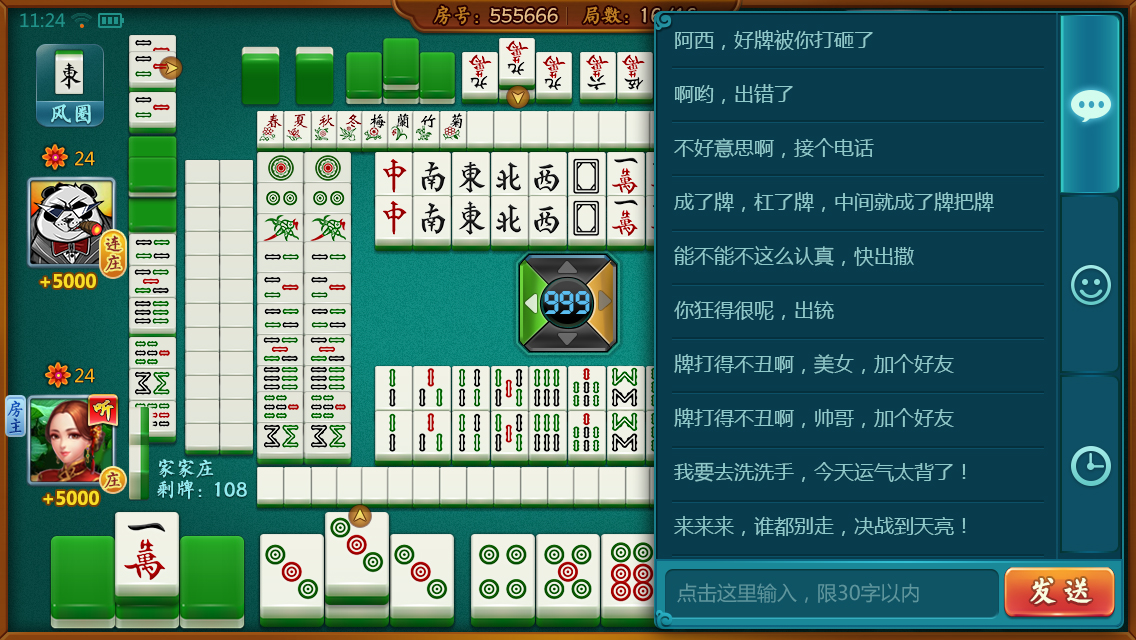 11:24
房号：555666
局数：16/16
東
风圈
24
连庄
+5000
24
房主
听
庄
+5000
家家庄
剩牌：108
春 夏 秋 冬 梅 蘭 竹 菊
中 南 東 北 西 一萬
中 南 東 北 西 一萬
999
一萬
阿西，好牌被你打砸了
啊哟，出错了
不好意思啊，接个电话
成了牌，杠了牌，中间就成了牌把牌
能不能不这么认真，快出撒
你狂得很呢，出铳
牌打得不丑啊，美女，加个好友
牌打得不丑啊，帅哥，加个好友
我要去洗洗手，今天运气太背了！
来来来，谁都别走，决战到天亮！
点击这里输入，限30字以内
发送